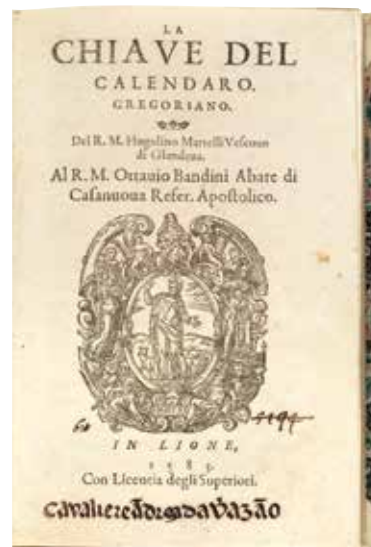 LA
CHIAVE DEL
CALENDARO.
GREGORIANO.
Del R. M. Hugolino Martelli Vescouo
di Glandeua.
Al R. M. Ottauio Bandini Abate di
Casanuoua Refer. Apostolico.
IN LIONE,
1583.
Con Licentia degli Superiori.
cavaliere